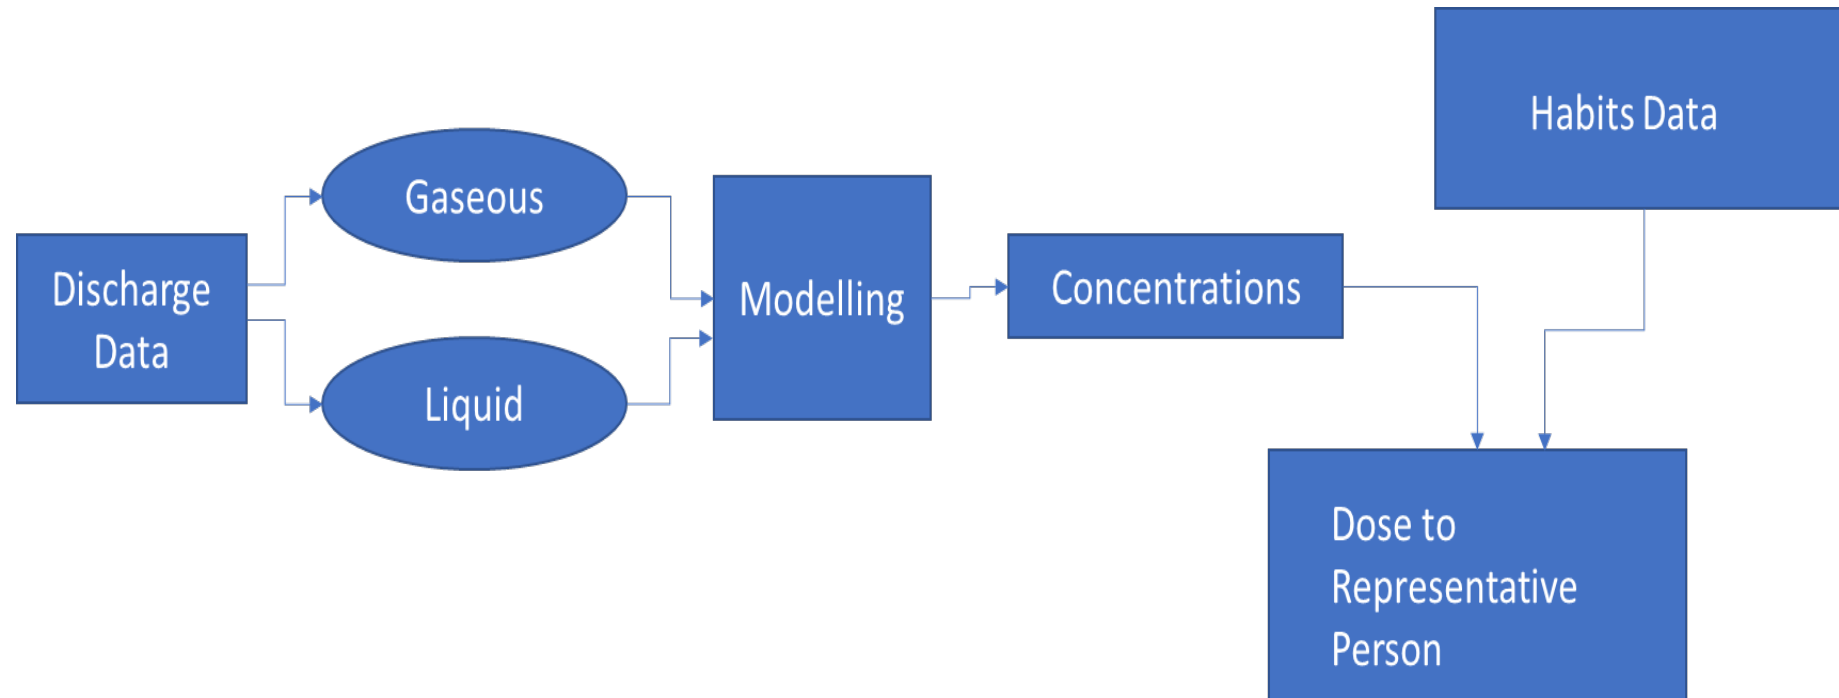 Habits Data
Gaseous
Discharge
Data
Modelling
Concentrations
Liquid
Dose to
Representative
Person